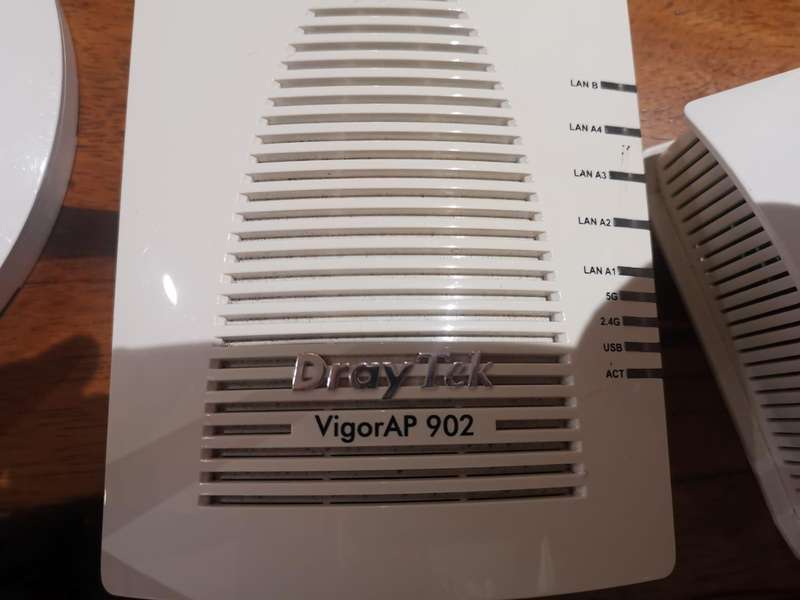 LAN B
LAN A4
LAN A3
LAN A2
LAN A1
5G
2.4G
USB
ACT
DrayTek
VigorAP 902